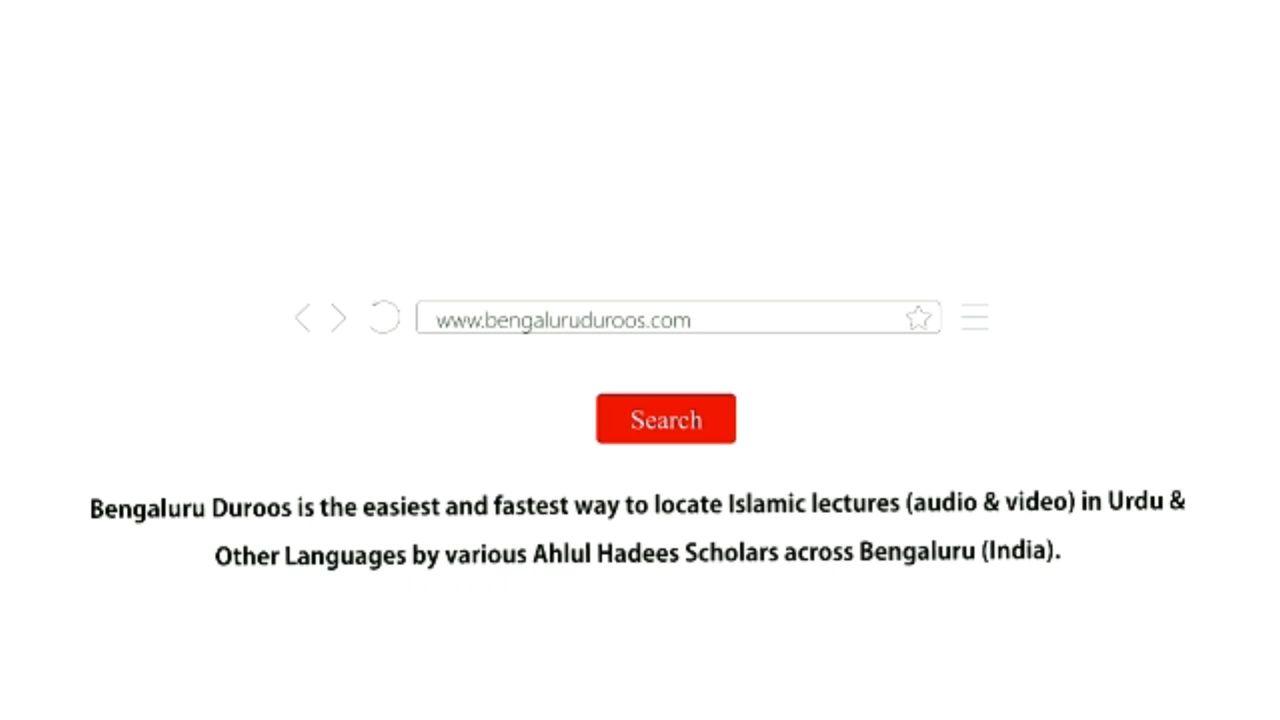 www.bengaluruduroos.com
Search
Bengaluru Duroos is the easiest and fastest way to locate Islamic lectures (audio & video) in Urdu &
Other Languages by various Ahlul Hadees Scholars across Bengaluru (India).